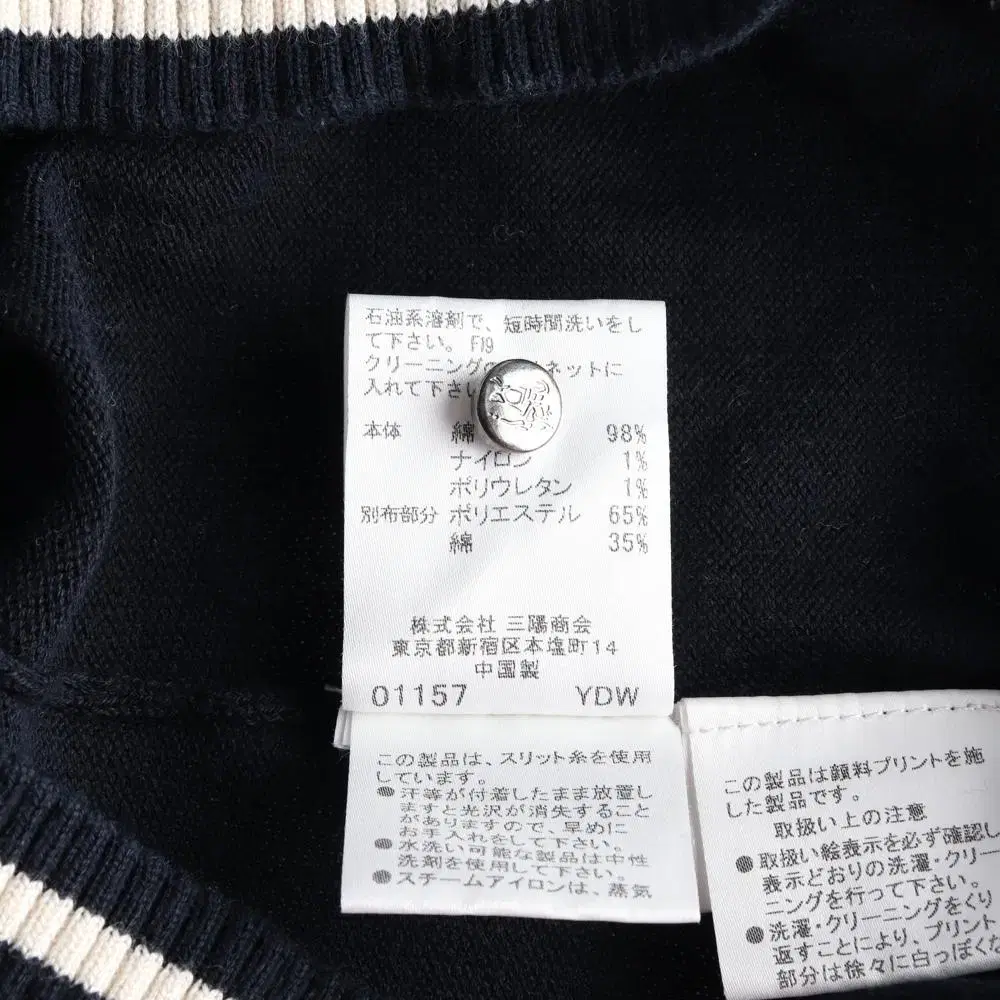 石油系溶剤で、短時間洗いをし
て下さい。 F19
クリーニングの ネットに
入れて下さい
本体 綿 98%
ナイロン 1%
ポリウレタン 1%
別布部分 ポリエステル 65%
綿 35%
株式会社 三陽商会
東京都新宿区本塩町14
中国製
01157 YDW
この製品は、スリット糸を使用
しています。
●汗等が付着したまま放置し
ますと光沢が消失すること
がありますので、早めに
お手入れをして下さい。
●水洗い可能な製品は中性
洗剤を使用して下さい。
●スチームアイロンは、蒸気
この製品は顔料プリントを施
した製品です。
取扱い上の注意
●取扱い絵表示を必ず確認し
表示どおりの洗濯・クリー
ニングを行って下さい。
●洗濯・クリーニングをくり
返すことにより、プリント
部分は徐々に白っぽくな